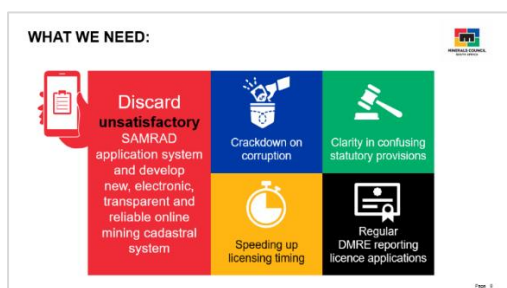 WHAT WE NEED:
MINERALS COUNCIL
SOUTH AFRICA
Discard
unsatisfactory
SAMRAD
application system
and develop
new, electronic,
transparent and
reliable online
mining cadastral
system
Crackdown on
corruption
Clarity in confusing
statutory provisions
Speeding up
licensing timing
Regular
DMRE reporting
licence applications
Page